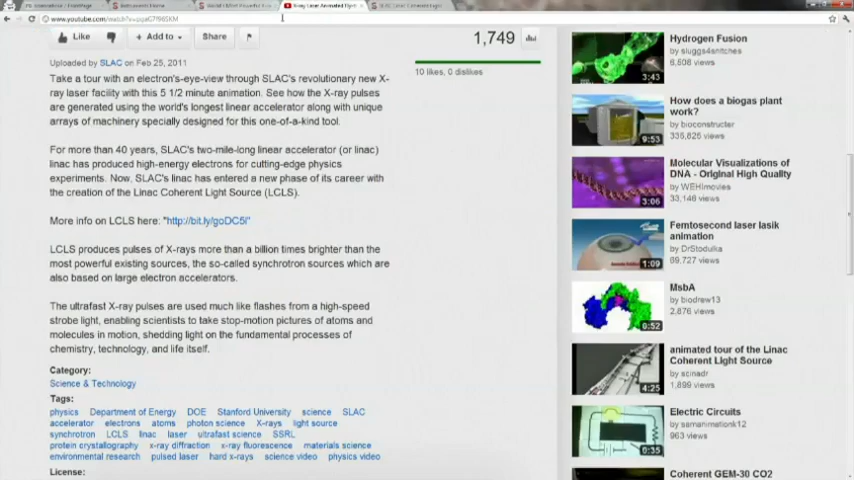 www.youtube.com/watch?v=
Like
Add to
Share
1,749
Uploaded by SLAC on Feb 25, 2011
10 likes, 0 dislikes
Take a tour with an electron's-eye-view through SLAC's revolutionary new X-
ray laser facility with this 5 1/2 minute animation. See how the X-ray pulses
are generated using the world's longest linear accelerator along with unique
arrays of machinery specially designed for this one-of-a-kind tool.
For more than 40 years, SLAC's two-mile-long linear accelerator (or linac)
linac has produced high-energy electrons for cutting-edge physics
experiments. Now, SLAC's linac has entered a new phase of its career with
the creation of the Linac Coherent Light Source (LCLS).
More info on LCLS here: "http://bit.ly/goDC5I"
LCLS produces pulses of X-rays more than a billion times brighter than the
most powerful existing sources, the so-called synchrotron sources which are
also based on large electron accelerators.
The ultrafast X-ray pulses are used much like flashes from a high-speed
strobe light, enabling scientists to take stop-motion pictures of atoms and
molecules in motion, shedding light on the fundamental processes of
chemistry, technology, and life itself.
Category:
Science & Technology
Tags:
physics Department of Energy DOE Stanford University science SLAC
accelerator electrons atoms photon science X-rays light source
synchrotron LCLS linac laser ultrafast science SSRL
protein crystallography x-ray diffraction x-ray fluorescence materials science
environmental research pulsed laser hard x-rays science video physics video
License:
Hydrogen Fusion
by sluggs4snitches
6,606 views
3:43
How does a biogas plant
work?
by bioconstructer
335,826 views
9:53
Molecular Visualizations of
DNA - Original High Quality
by WEHImovies
33,146 views
3:06
Femtosecond laser lasik
animation
by DrStodulka
69,727 views
1:09
MsbA
by biodrew13
2,876 views
0:52
animated tour of the Linac
Coherent Light Source
by scinadr
1,899 views
4:25
Electric Circuits
by samanimationk12
963 views
0:35
Coherent GEM-30 CO2